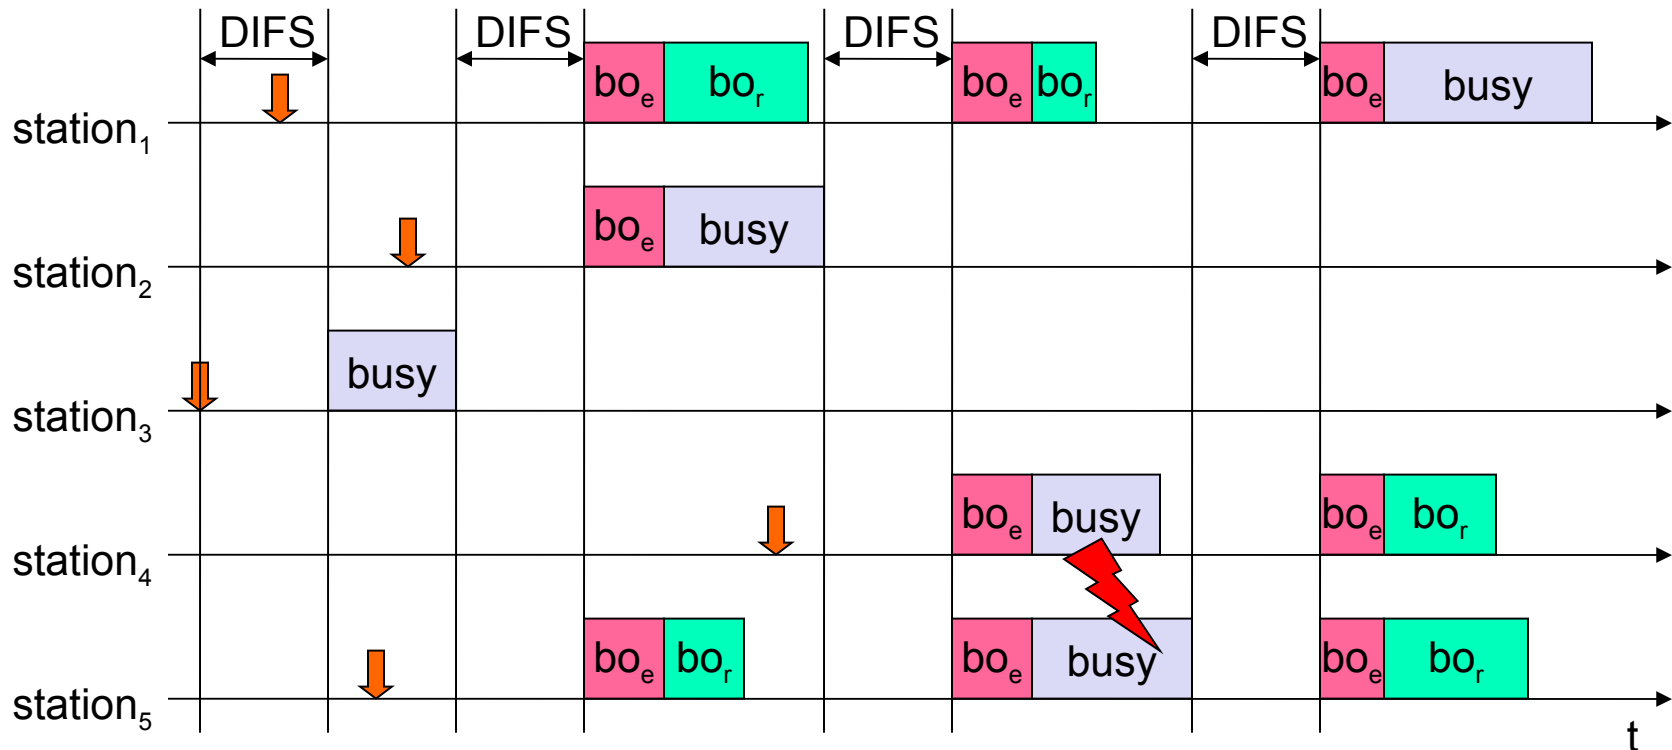 DIFS DIFS DIFS DIFS
boₑ boᵣ boₑ boᵣ boₑ busy
station₁
boₑ busy
station₂
busy
station₃
boₑ busy boₑ boᵣ
station₄
boₑ boᵣ boₑ busy boₑ boᵣ
station₅
t